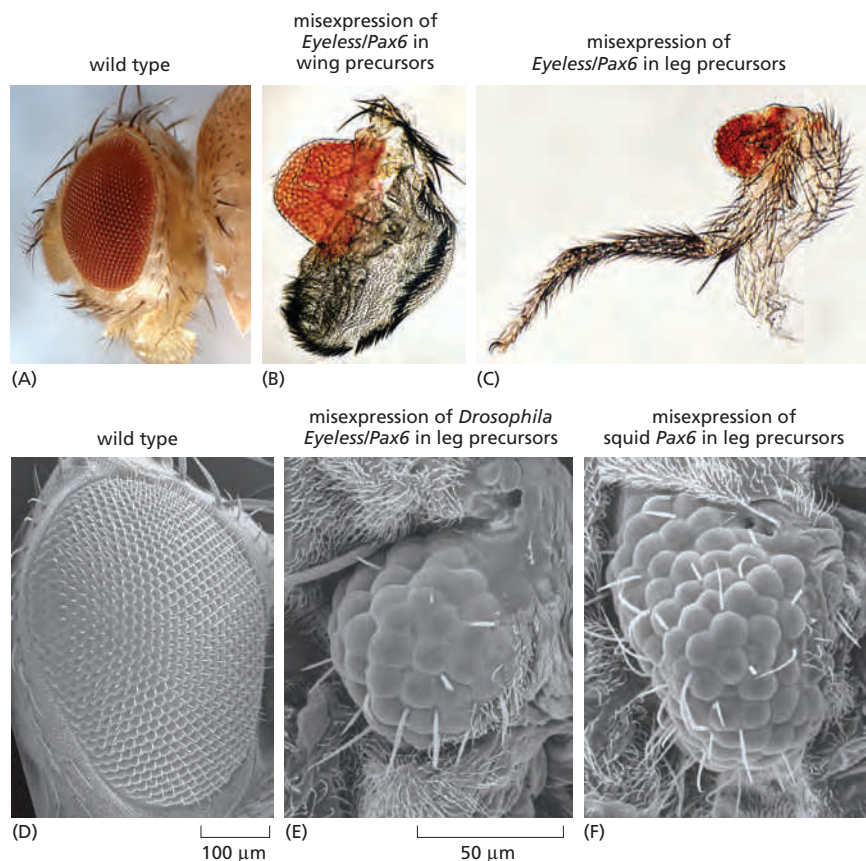 wild type
misexpression of
Eyeless/Pax6 in
wing precursors
misexpression of
Eyeless/Pax6 in leg precursors
(A)
(B)
(C)
wild type
misexpression of Drosophila
Eyeless/Pax6 in leg precursors
misexpression of
squid Pax6 in leg precursors
(D)
100 µm
(E)
50 µm
(F)